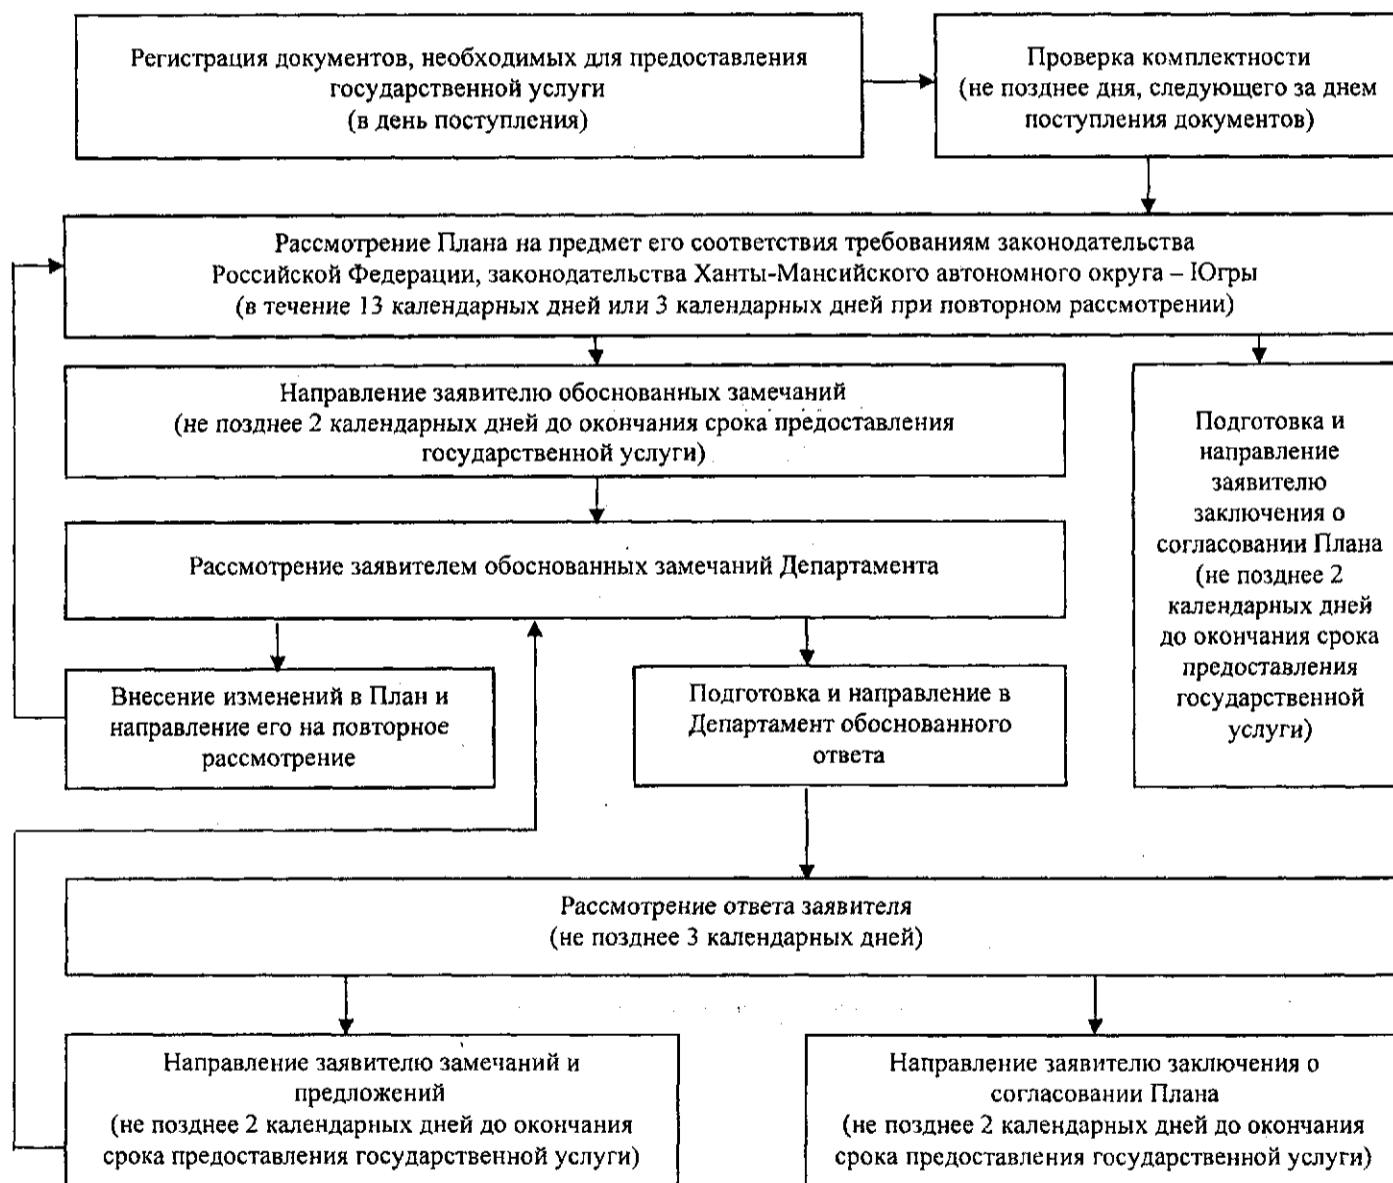 Регистрация документов, необходимых для предоставления
государственной услуги
(в день поступления)
Проверка комплектности
(не позднее дня, следующего за днем
поступления документов)
Рассмотрение Плана на предмет его соответствия требованиям законодательства
Российской Федерации, законодательства Ханты-Мансийского автономного округа – Югры
(в течение 13 календарных дней или 3 календарных дней при повторном рассмотрении)
Направление заявителю обоснованных замечаний
(не позднее 2 календарных дней до окончания срока предоставления
государственной услуги)
Подготовка и
направление
заявителю
заключения о
согласовании Плана
(не позднее 2
календарных дней
до окончания срока
предоставления
государственной
услуги)
Рассмотрение заявителем обоснованных замечаний Департамента
Внесение изменений в План и
направление его на повторное
рассмотрение
Подготовка и направление в
Департамент обоснованного
ответа
Рассмотрение ответа заявителя
(не позднее 3 календарных дней)
Направление заявителю замечаний и
предложений
(не позднее 2 календарных дней до окончания
срока предоставления государственной услуги)
Направление заявителю заключения о
согласовании Плана
(не позднее 2 календарных дней до окончания
срока предоставления государственной услуги)